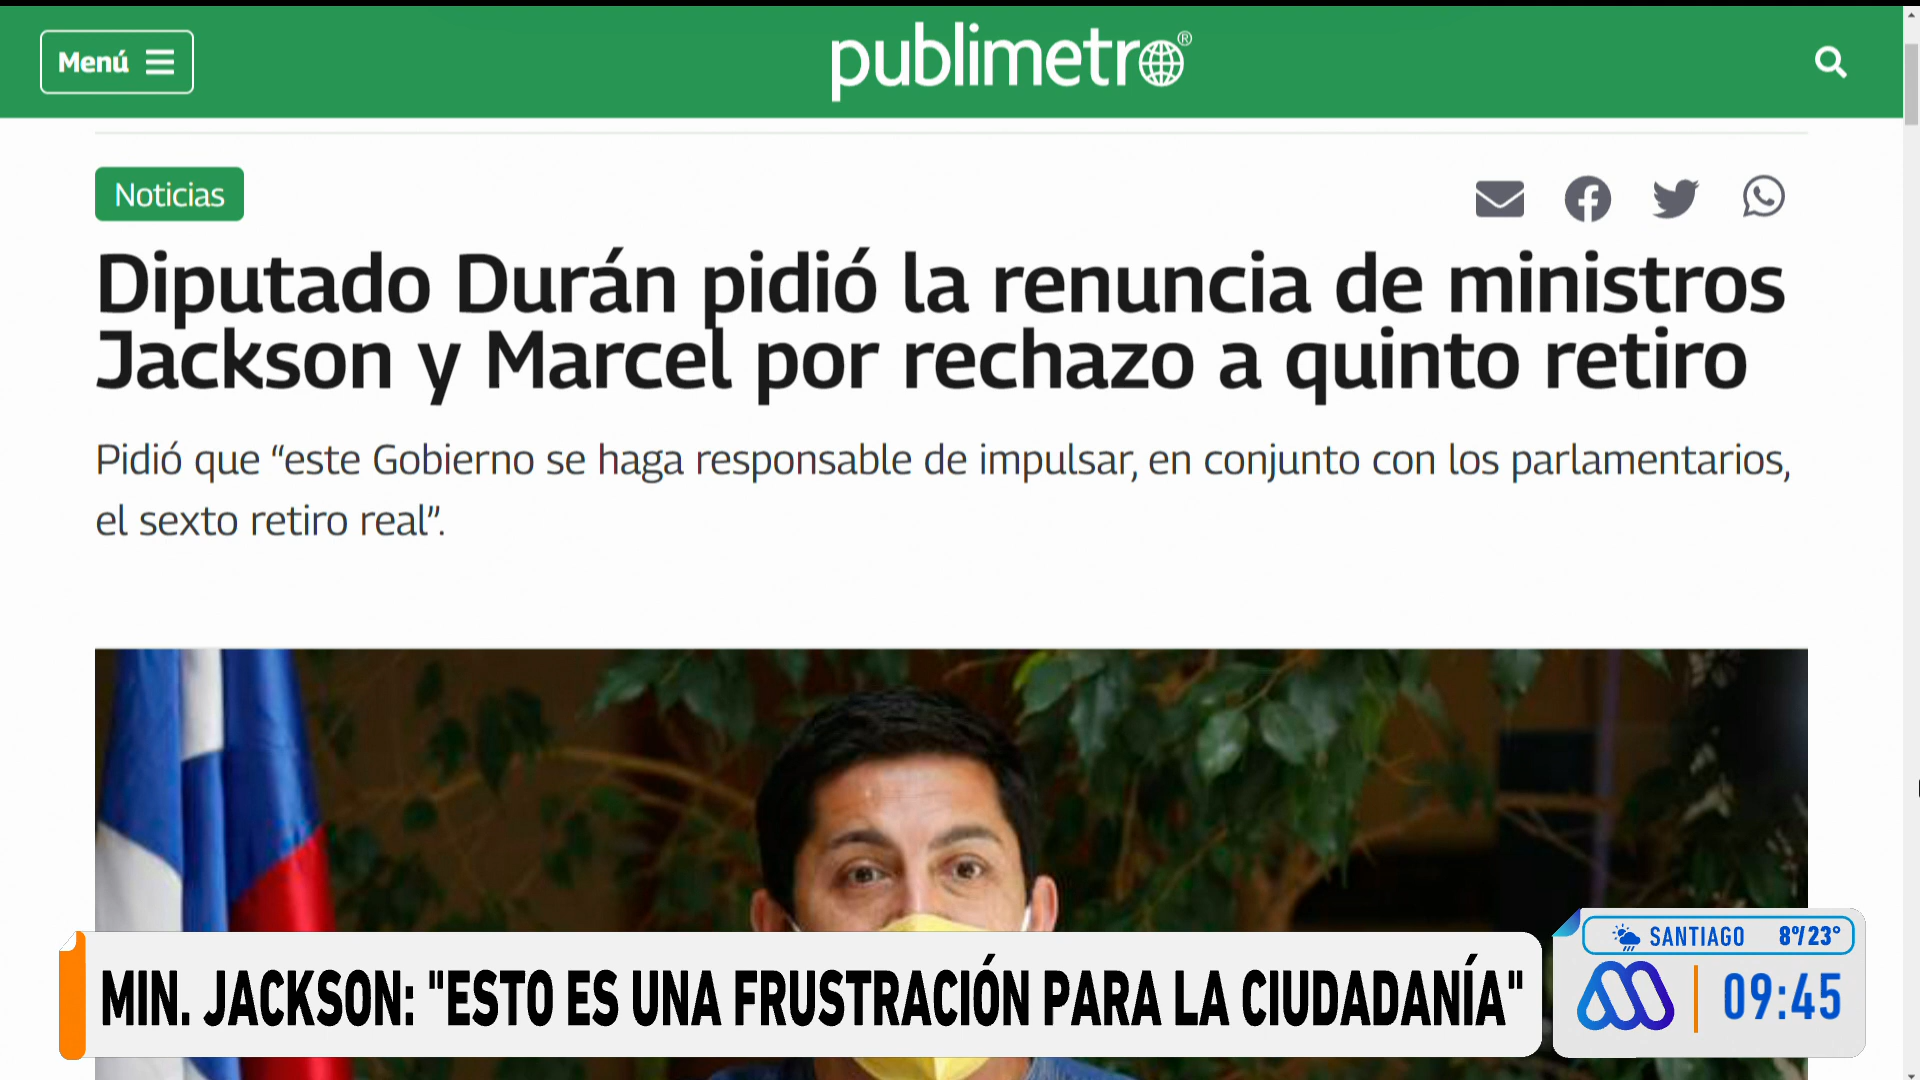 Menú
publimetro®
Noticias
Diputado Durán pidió la renuncia de ministros
Jackson y Marcel por rechazo a quinto retiro
Pidió que “este Gobierno se haga responsable de impulsar, en conjunto con los parlamentarios,
el sexto retiro real”.
MIN. JACKSON: "ESTO ES UNA FRUSTRACIÓN PARA LA CIUDADANÍA"
SANTIAGO 8°/23°
09:45